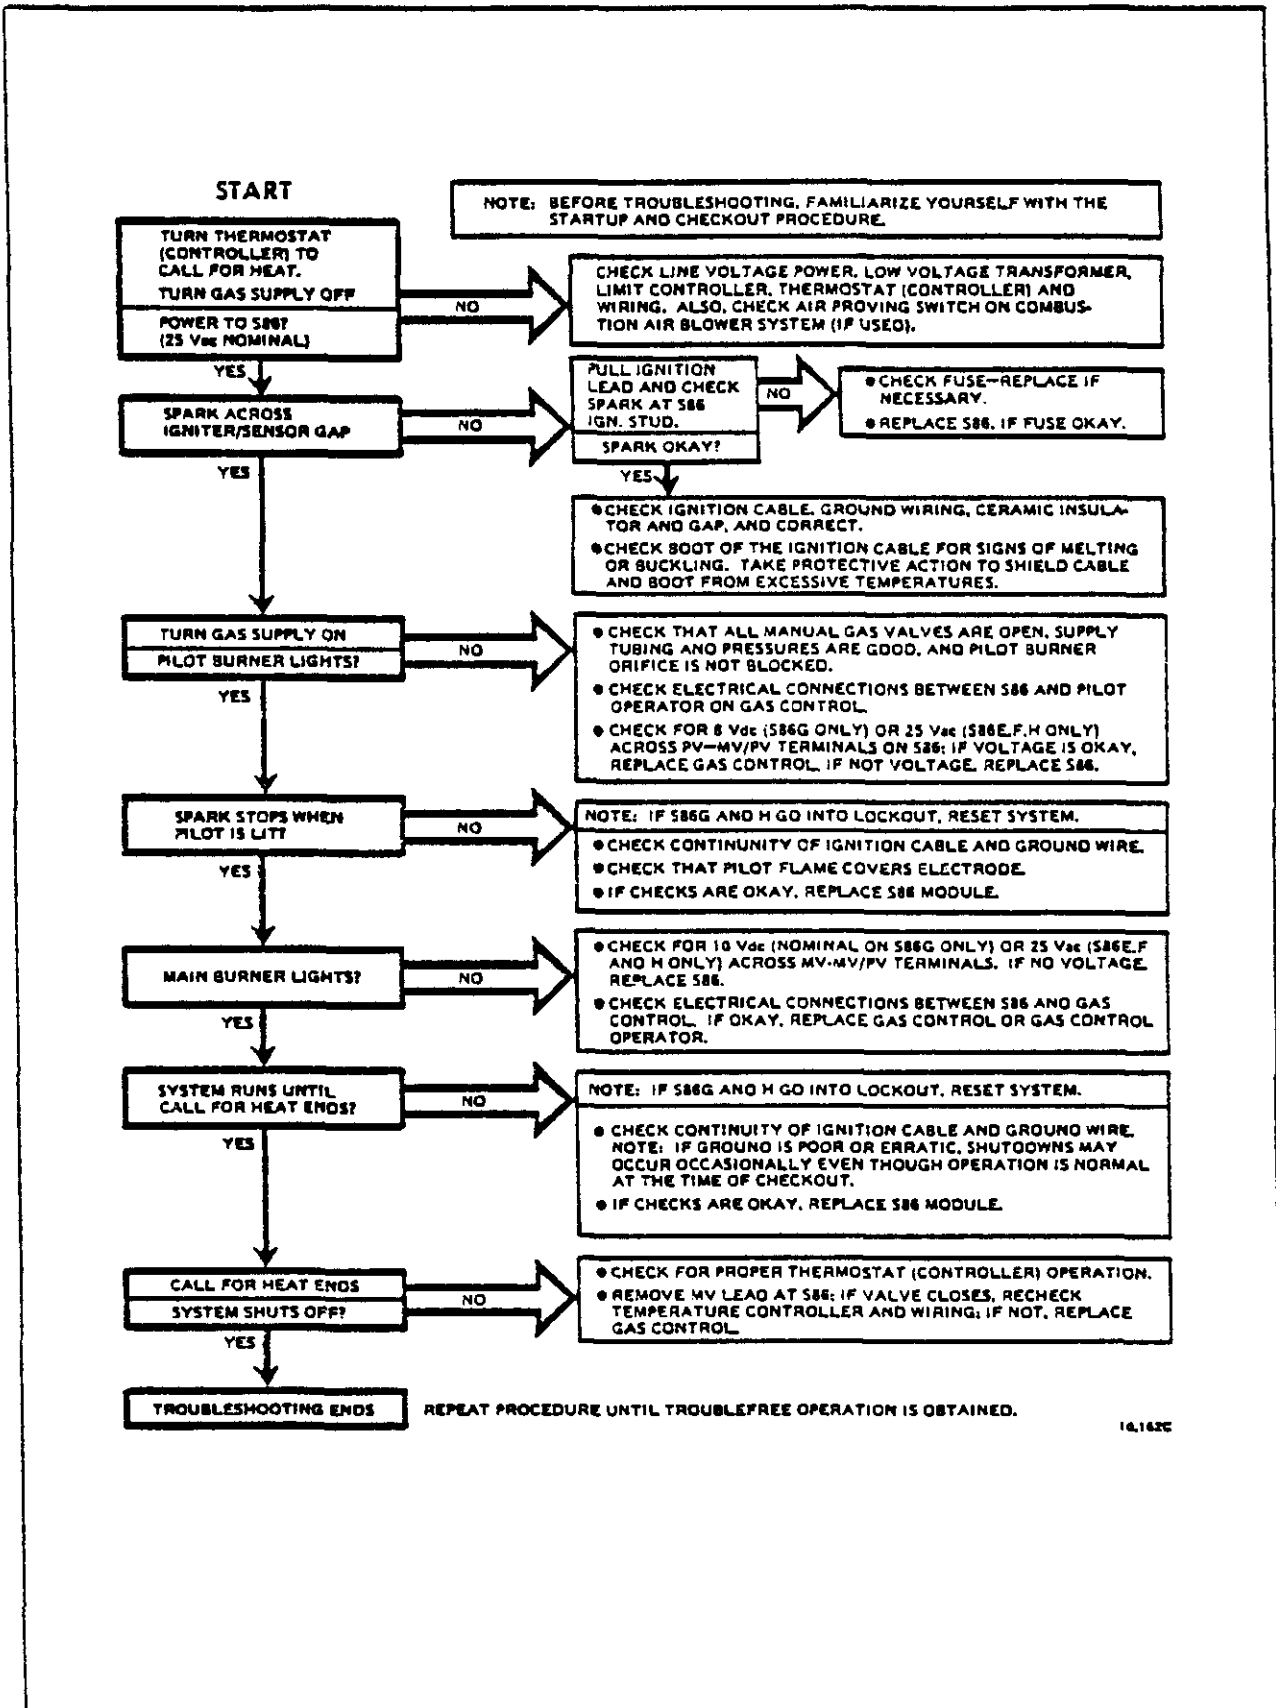 START
NOTE: BEFORE TROUBLESHOOTING, FAMILIARIZE YOURSELF WITH THE
STARTUP AND CHECKOUT PROCEDURE.
TURN THERMOSTAT
(CONTROLLER) TO
CALL FOR HEAT.
TURN GAS SUPPLY OFF
POWER TO S86?
(25 Vac NOMINAL)
NO
CHECK LINE VOLTAGE POWER, LOW VOLTAGE TRANSFORMER,
LIMIT CONTROLLER, THERMOSTAT (CONTROLLER) AND
WIRING. ALSO, CHECK AIR PROVING SWITCH ON COMBUS-
TION AIR BLOWER SYSTEM (IF USED).
YES
SPARK ACROSS
IGNITER/SENSOR GAP
NO
PULL IGNITION
LEAD AND CHECK
SPARK AT S86
IGN. STUD.
SPARK OKAY?
NO
● CHECK FUSE—REPLACE IF
NECESSARY.
● REPLACE S86, IF FUSE OKAY.
YES
YES
● CHECK IGNITION CABLE, GROUND WIRING, CERAMIC INSULA-
TOR AND GAP, AND CORRECT.
● CHECK BOOT OF THE IGNITION CABLE FOR SIGNS OF MELTING
OR BUCKLING. TAKE PROTECTIVE ACTION TO SHIELD CABLE
AND BOOT FROM EXCESSIVE TEMPERATURES.
TURN GAS SUPPLY ON
PILOT BURNER LIGHTS?
NO
● CHECK THAT ALL MANUAL GAS VALVES ARE OPEN, SUPPLY
TUBING AND PRESSURES ARE GOOD, AND PILOT BURNER
ORIFICE IS NOT BLOCKED.
● CHECK ELECTRICAL CONNECTIONS BETWEEN S86 AND PILOT
OPERATOR ON GAS CONTROL.
● CHECK FOR 8 Vdc (S86G ONLY) OR 25 Vac (S86E,F,H ONLY)
ACROSS PV—MV/PV TERMINALS ON S86; IF VOLTAGE IS OKAY,
REPLACE GAS CONTROL, IF NOT VOLTAGE, REPLACE S86.
YES
SPARK STOPS WHEN
PILOT IS LIT?
NO
NOTE: IF S86G AND H GO INTO LOCKOUT, RESET SYSTEM.
● CHECK CONTINUNITY OF IGNITION CABLE AND GROUND WIRE.
● CHECK THAT PILOT FLAME COVERS ELECTRODE.
● IF CHECKS ARE OKAY, REPLACE S86 MODULE.
YES
MAIN BURNER LIGHTS?
NO
● CHECK FOR 10 Vdc (NOMINAL ON S86G ONLY) OR 25 Vac (S86E,F
AND H ONLY) ACROSS MV-MV/PV TERMINALS. IF NO VOLTAGE,
REPLACE S86.
● CHECK ELECTRICAL CONNECTIONS BETWEEN S86 AND GAS
CONTROL. IF OKAY, REPLACE GAS CONTROL OR GAS CONTROL
OPERATOR.
YES
SYSTEM RUNS UNTIL
CALL FOR HEAT ENDS?
NO
NOTE: IF S86G AND H GO INTO LOCKOUT, RESET SYSTEM.
● CHECK CONTINUITY OF IGNITION CABLE AND GROUND WIRE.
NOTE: IF GROUND IS POOR OR ERRATIC, SHUTDOWNS MAY
OCCUR OCCASIONALLY EVEN THOUGH OPERATION IS NORMAL
AT THE TIME OF CHECKOUT.
● IF CHECKS ARE OKAY, REPLACE S86 MODULE.
YES
CALL FOR HEAT ENDS
SYSTEM SHUTS OFF?
NO
● CHECK FOR PROPER THERMOSTAT (CONTROLLER) OPERATION.
● REMOVE MV LEAD AT S86; IF VALVE CLOSES, RECHECK
TEMPERATURE CONTROLLER AND WIRING; IF NOT, REPLACE
GAS CONTROL.
YES
TROUBLESHOOTING ENDS
REPEAT PROCEDURE UNTIL TROUBLEFREE OPERATION IS OBTAINED.